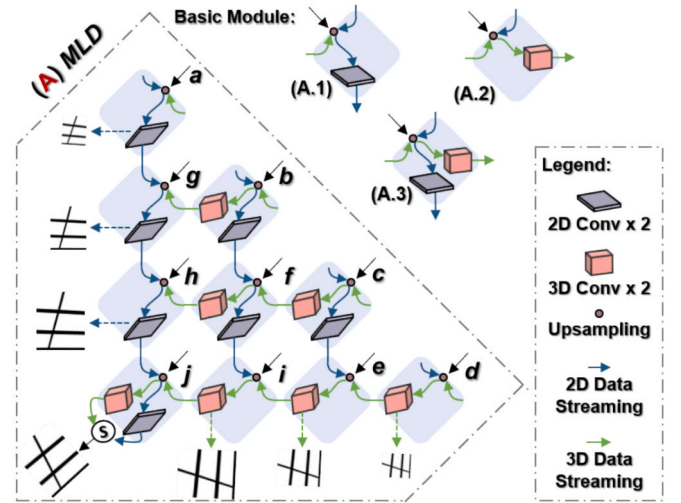 Basic Module:
(A) MLD
(A.1)
(A.2)
(A.3)
a
g
b
h
f
c
j
i
e
d
S
Legend:
2D Conv x 2
3D Conv x 2
Upsampling
2D Data
Streaming
3D Data
Streaming